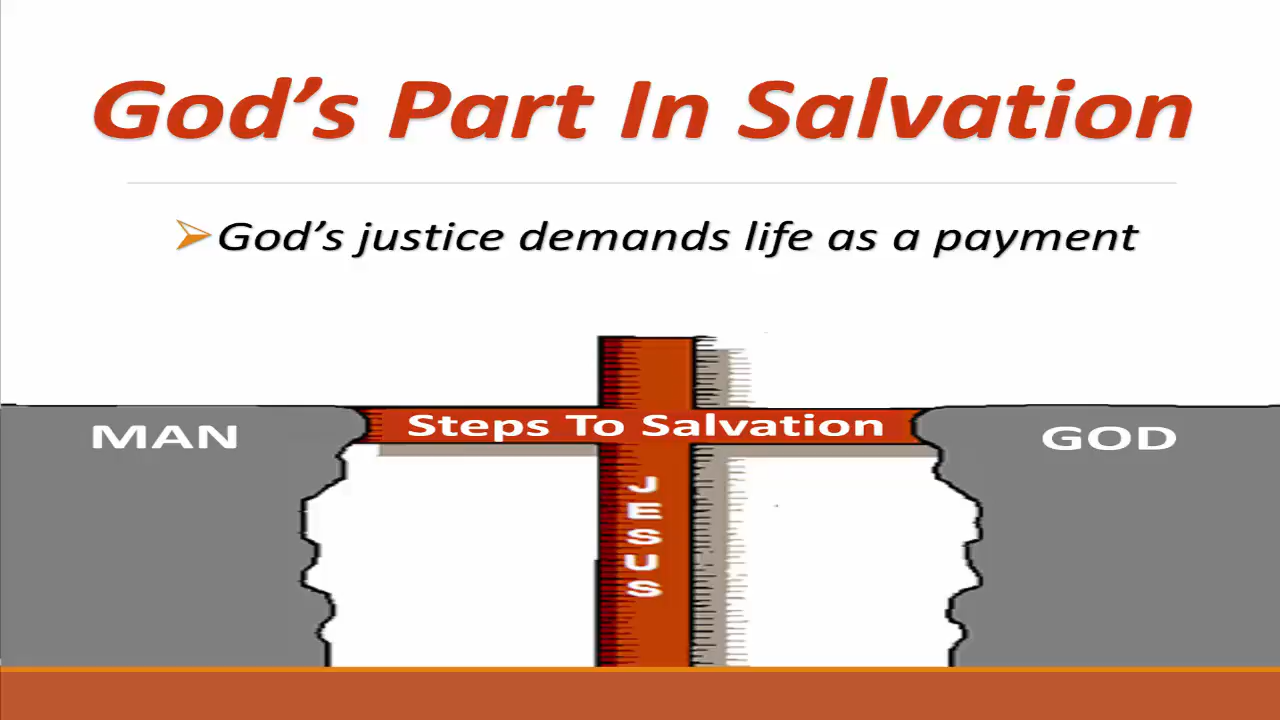 God’s Part In Salvation
God’s justice demands life as a payment
Steps To Salvation
MAN
GOD
JESUS